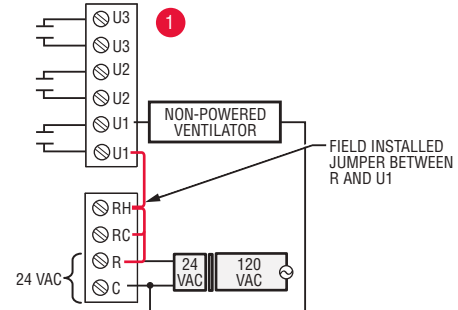 U3
1
U3
U2
U2
U1
NON-POWERED
VENTILATOR
U1
FIELD INSTALLED
JUMPER BETWEEN
R AND U1
RH
RC
R
24 VAC
C
24
VAC
120
VAC